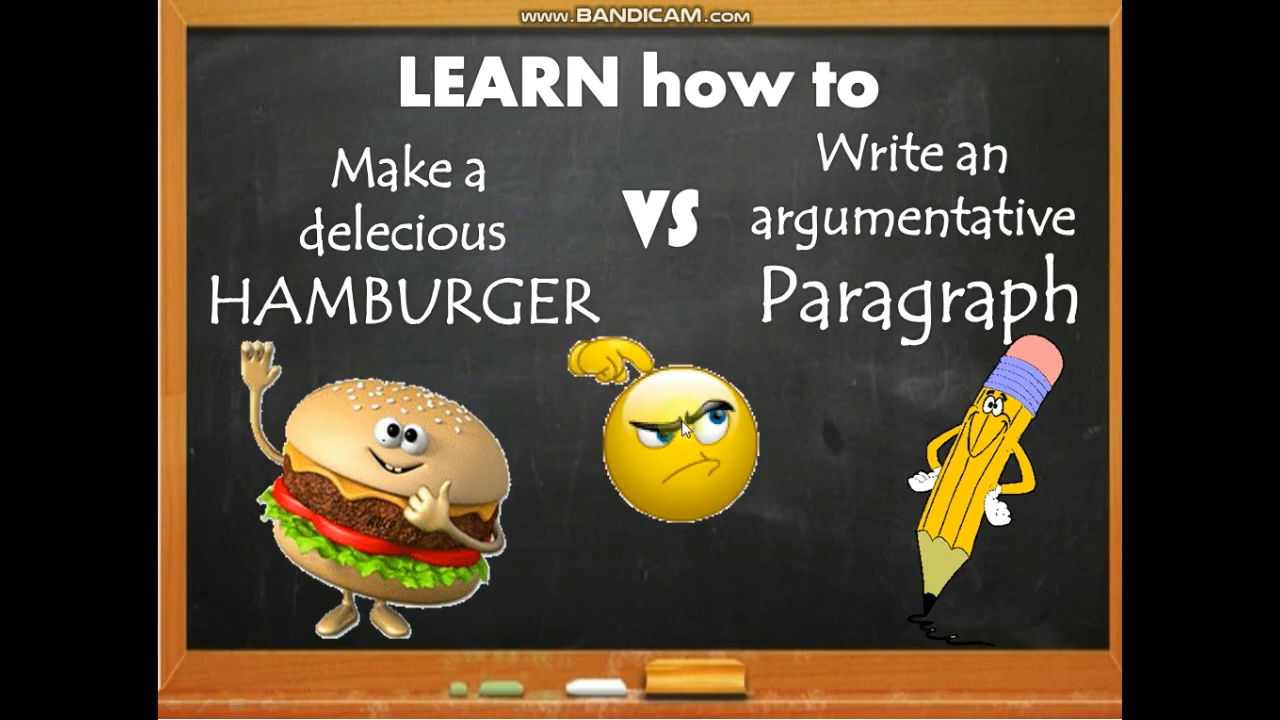 www.BANDICAM.com
LEARN how to
Make a
delecious
HAMBURGER
VS
Write an
argumentative
Paragraph